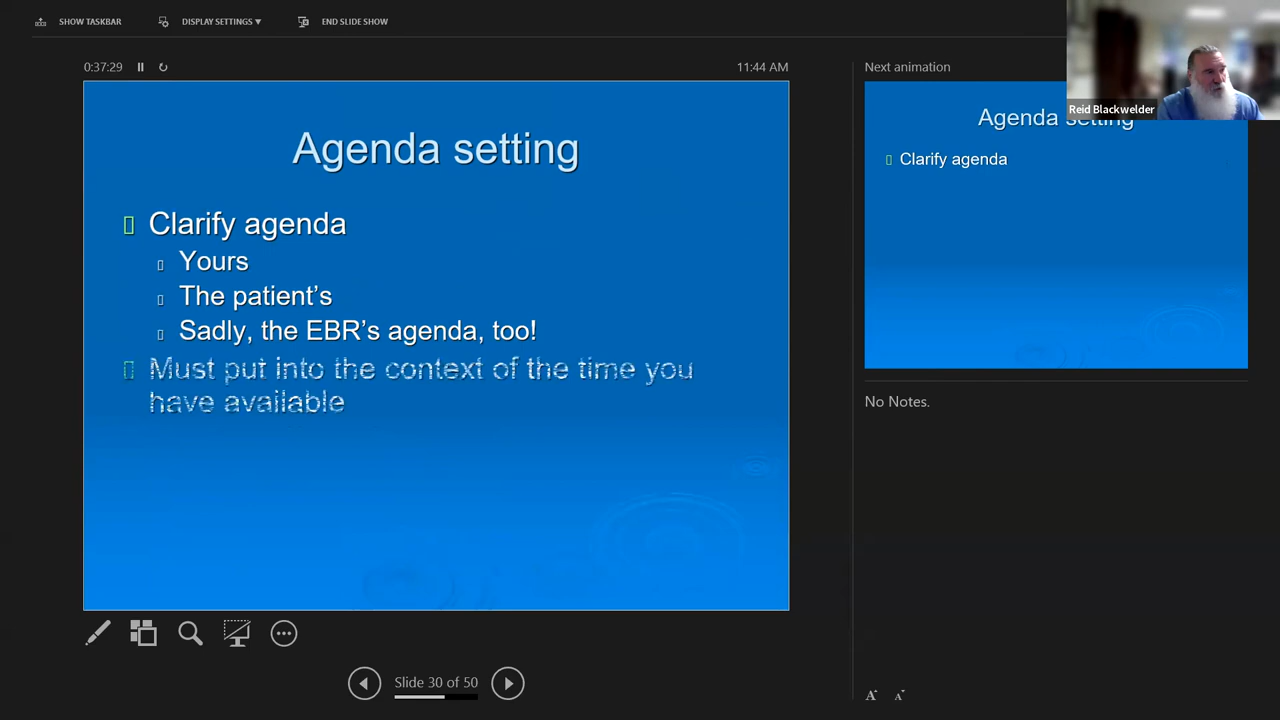 SHOW TASKBAR
DISPLAY SETTINGS ▼
END SLIDE SHOW
0:37:29
11:44 AM
Agenda setting
Clarify agenda
Yours
The patient's
Sadly, the EBR's agenda, too!
Must put into the context of the time you
have available
Slide 30 of 50
Next animation
Reid Blackwelder
Agenda setting
Clarify agenda
No Notes.
A A